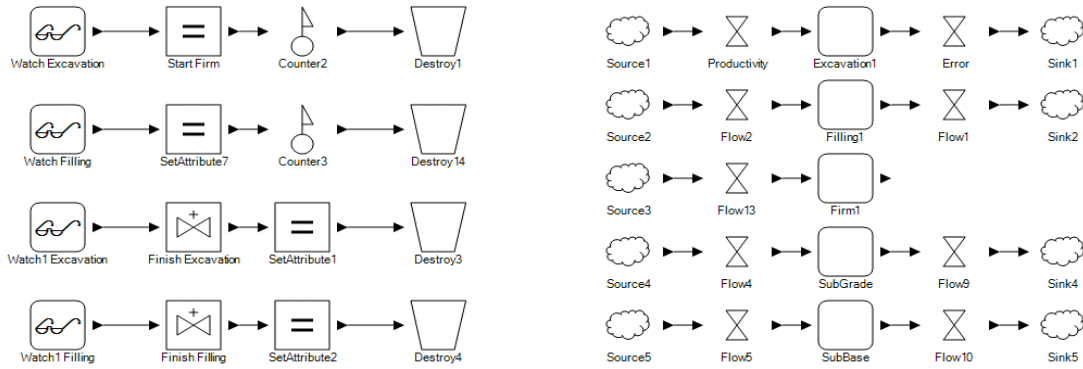 Watch Excavation Start Firm Counter2 Destroy1
Watch Filling SetAttribute7 Counter3 Destroy14
Watch1 Excavation Finish Excavation SetAttribute1 Destroy3
Watch1 Filling Finish Filling SetAttribute2 Destroy4
Source1 Productivity Excavation1 Error Sink1
Source2 Flow2 Filling1 Flow1 Sink2
Source3 Flow13 Firm1
Source4 Flow4 SubGrade Flow9 Sink4
Source5 Flow5 SubBase Flow10 Sink5